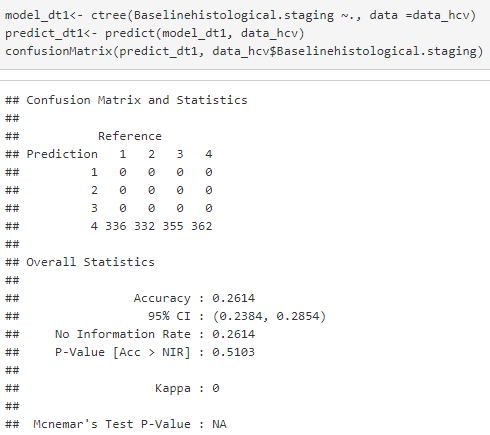 model_dt1<- ctree(Baselinehistological.staging ~., data =data_hcv)
predict_dt1<- predict(model_dt1, data_hcv)
confusionMatrix(predict_dt1, data_hcv$Baselinehistological.staging)
## Confusion Matrix and Statistics
##
##           Reference
## Prediction   1   2   3   4
##          1   0   0   0   0
##          2   0   0   0   0
##          3   0   0   0   0
##          4 336 332 355 362
##
## Overall Statistics
##
##                Accuracy : 0.2614
##                  95% CI : (0.2384, 0.2854)
##     No Information Rate : 0.2614
##     P-Value [Acc > NIR] : 0.5103
##
##                   Kappa : 0
##
##  Mcnemar's Test P-Value : NA